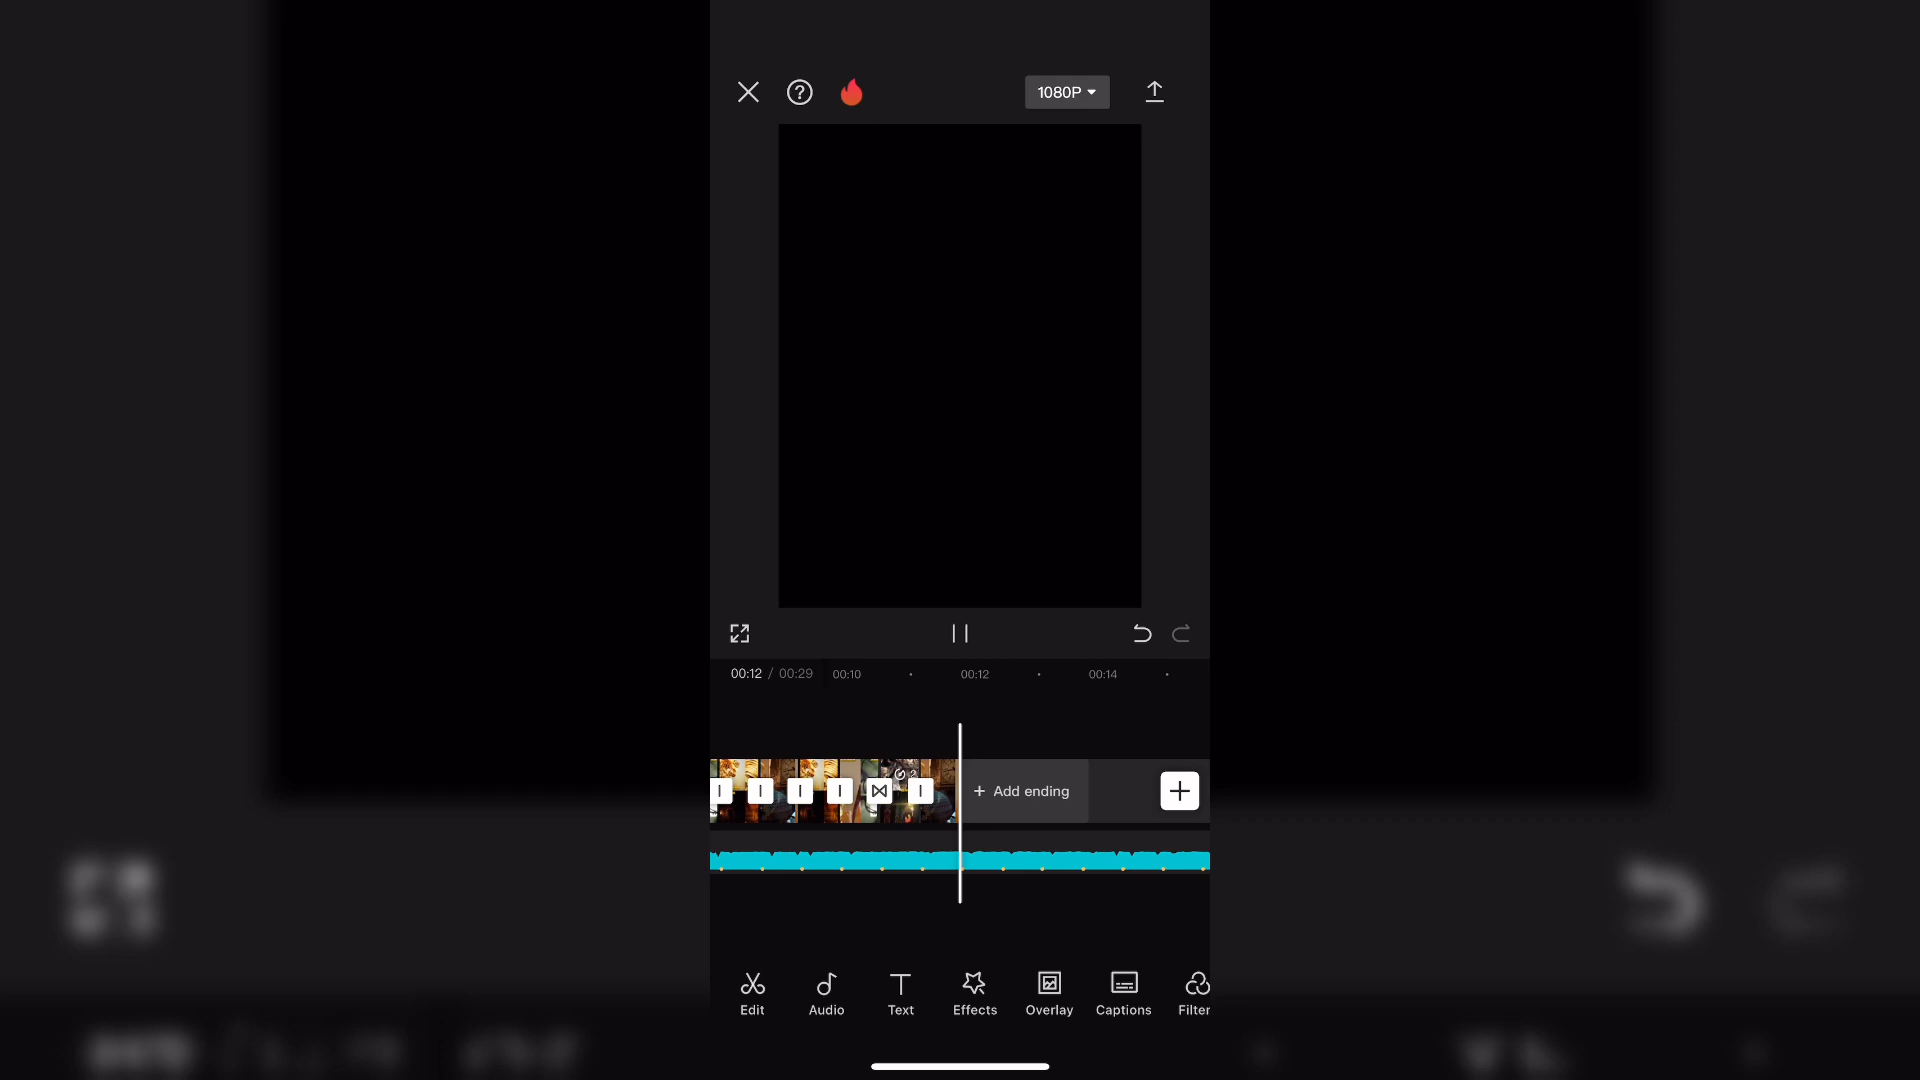 1080P
00:12 / 00:29 00:10 00:12 00:14
+ Add ending
Edit Audio Text Effects Overlay Captions Filter